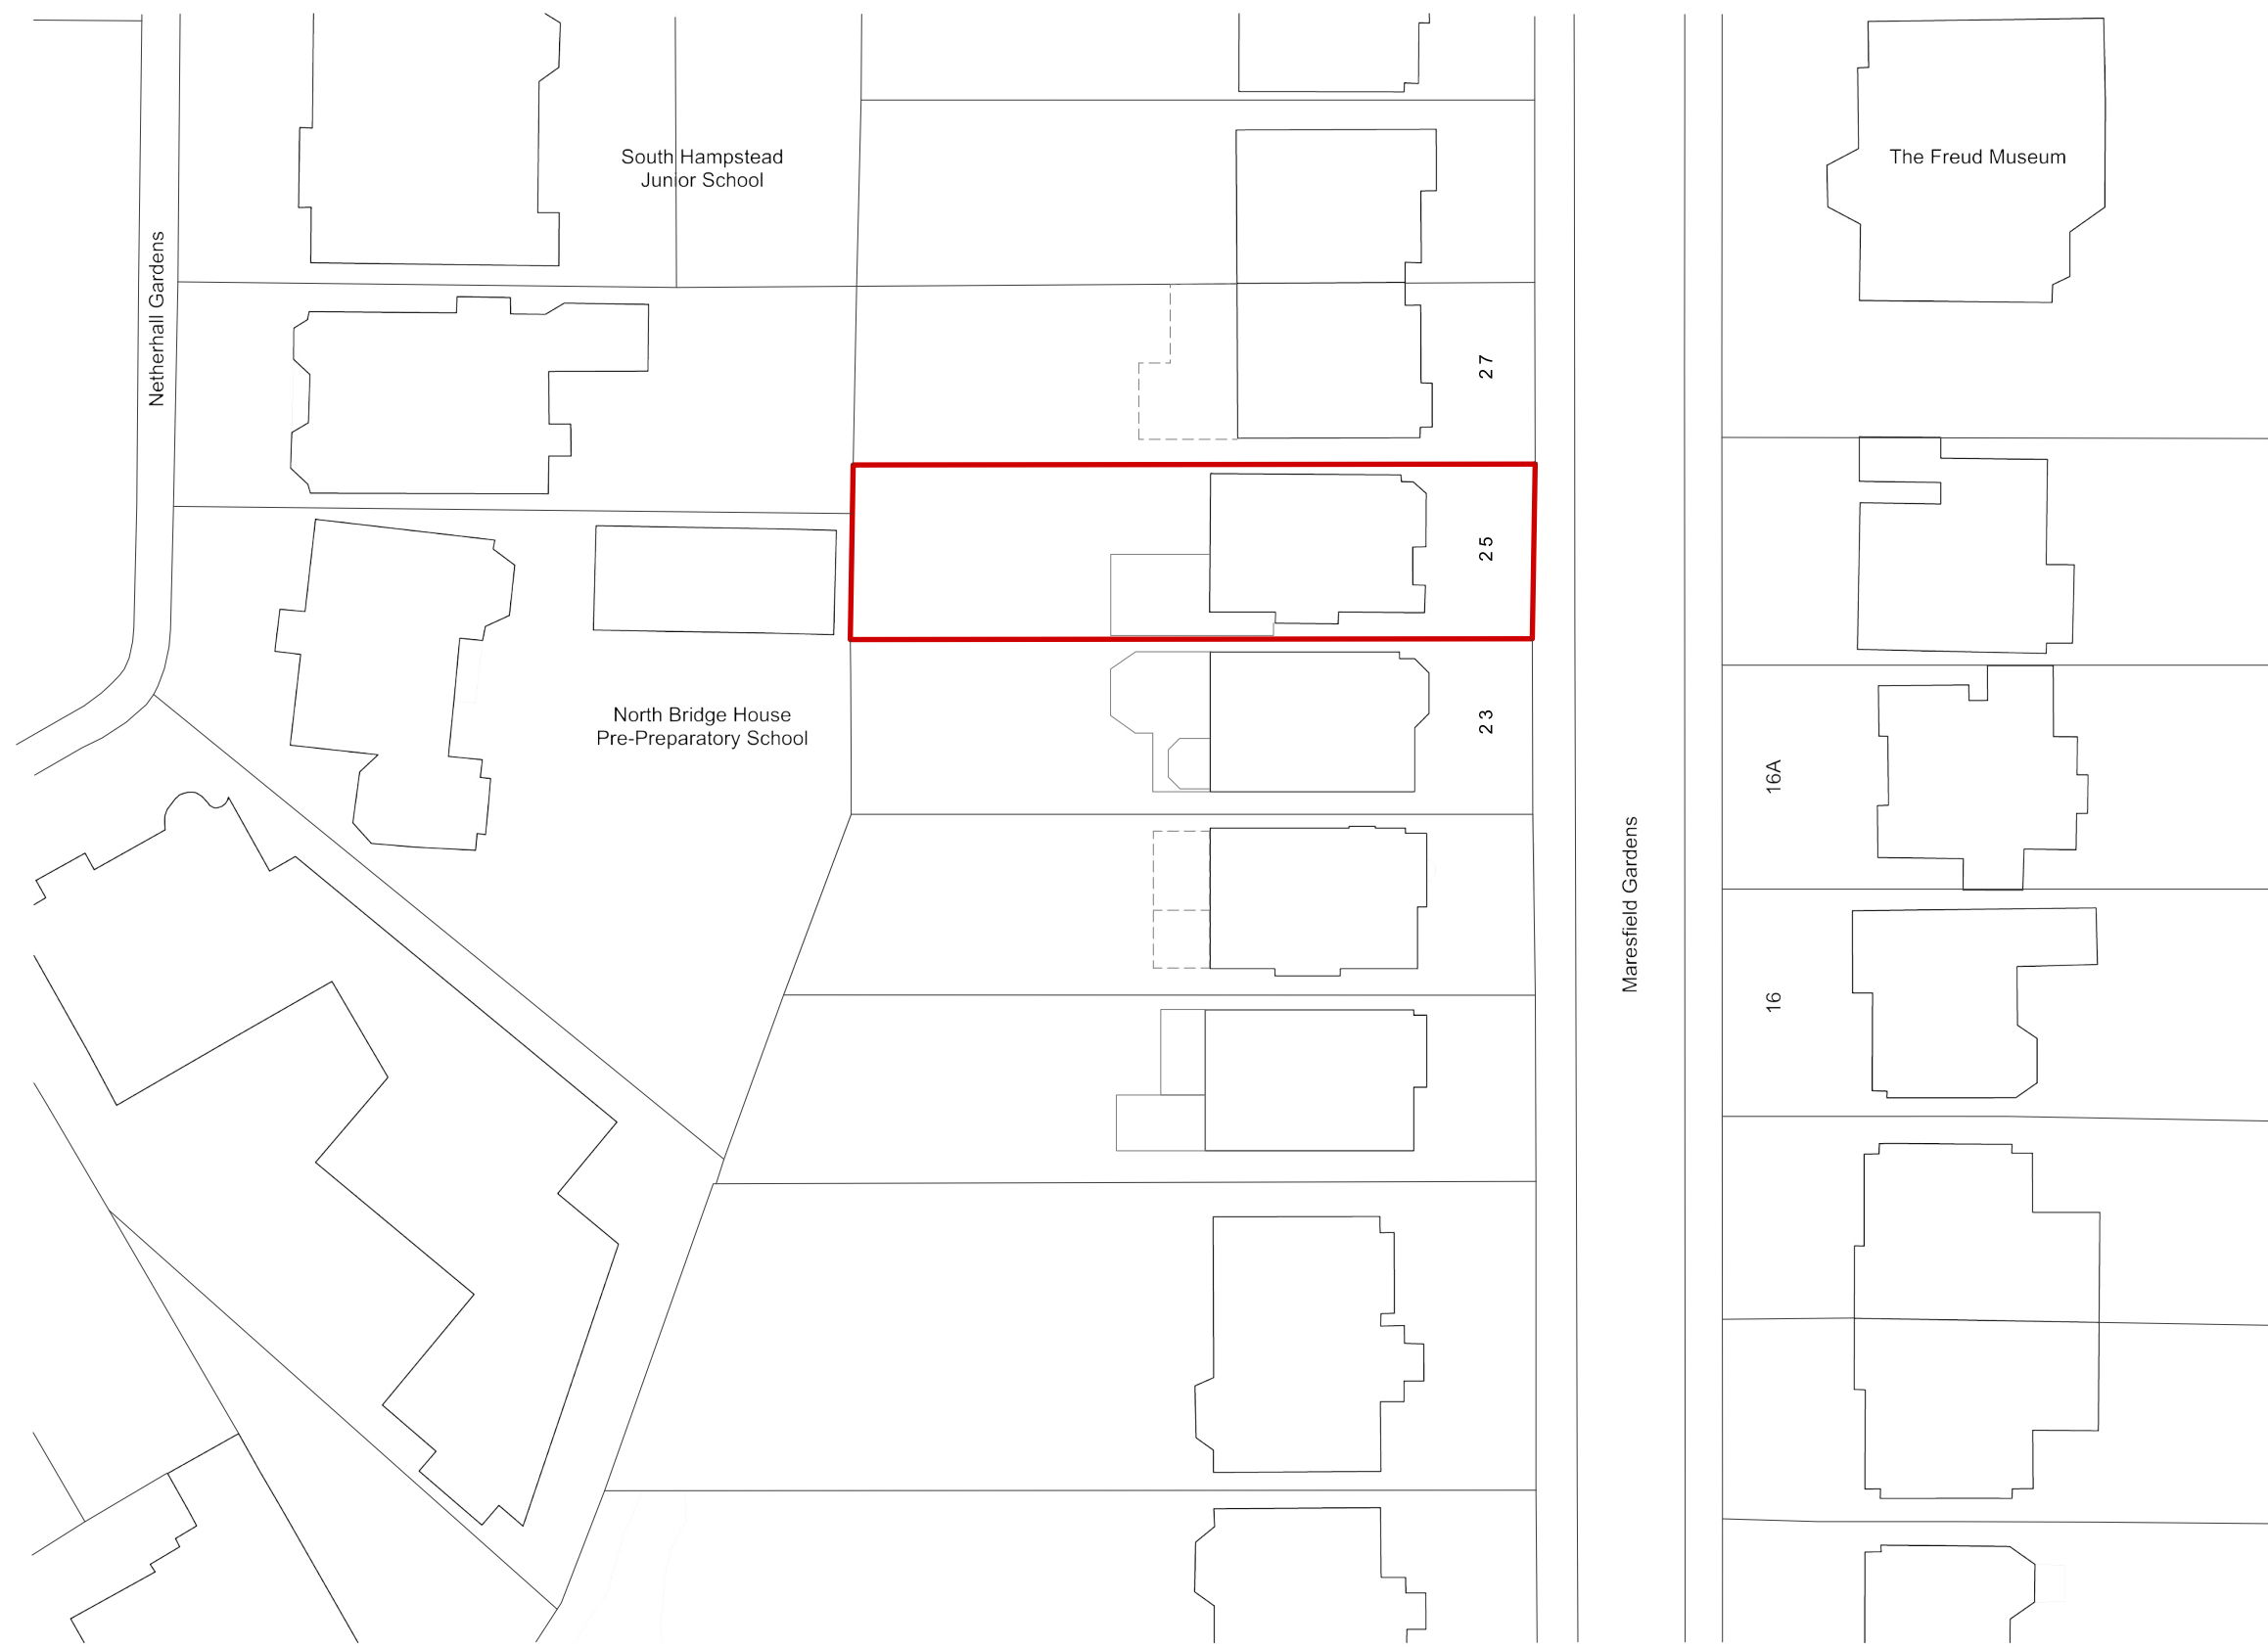 South Hampstead
Junior School
The Freud Museum
Netherhall Gardens
27
25
North Bridge House
Pre-Preparatory School
23
16A
Maresfield Gardens
16